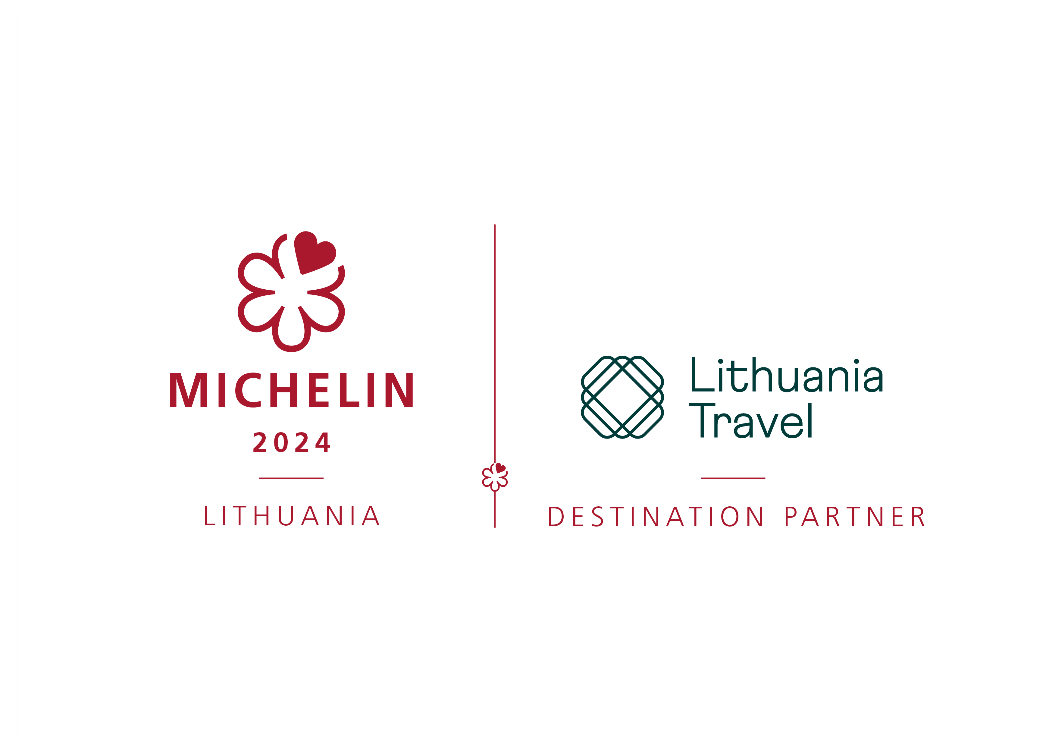 MICHELIN
2024
LITHUANIA
Lithuania
Travel
DESTINATION PARTNER